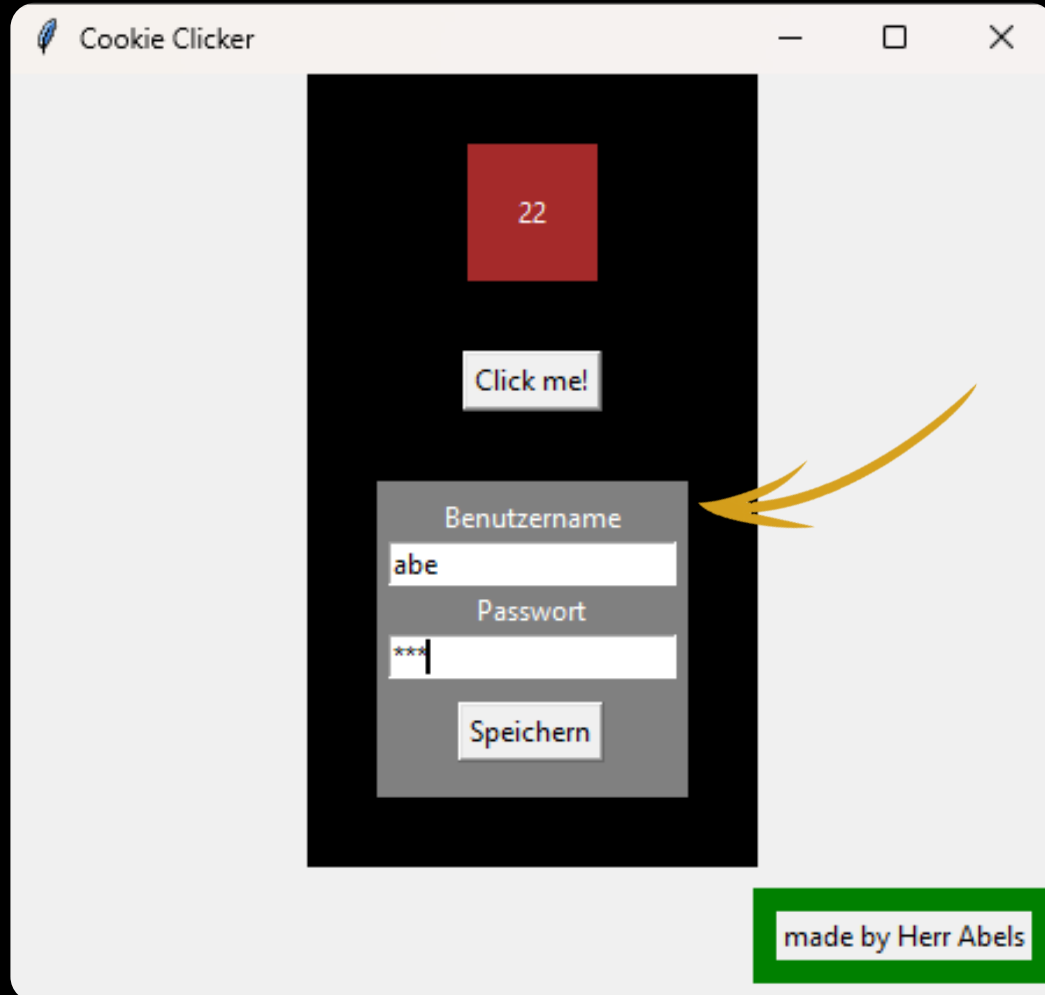 Cookie Clicker
22
Click me!
Benutzername
abe
Passwort
***
Speichern
made by Herr Abels